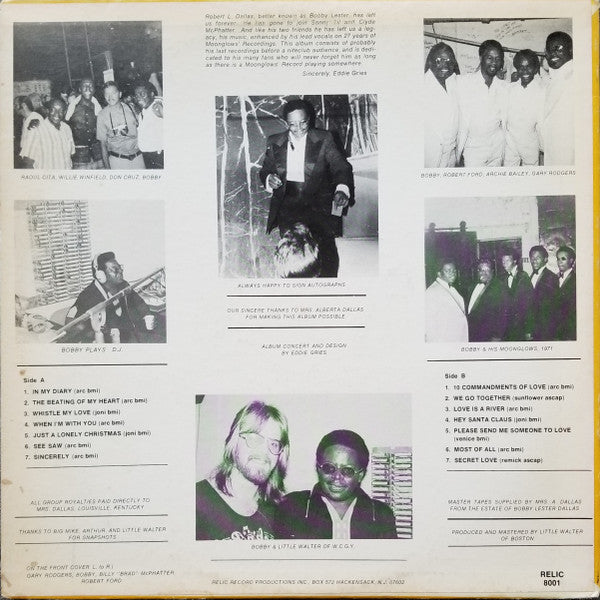 Robert L. Dallas, better known as Bobby Lester, has left
us forever. He has gone to join Sonny Til and Clyde
McPhatter. And like his two friends he has left us a leg-
acy, his music, enhanced by his lead vocals on 27 years of
Moonglows' Recordings. This album consists of probably
his last recordings before a niteclub audience, and is dedi-
cated to his many fans who will never forget him as long
as there is a Moonglows' Record playing somewhere.
Sincerely, Eddie Gries
RAOUL CITA, WILLIE WINFIELD, DON CRUZ, BOBBY
BOBBY, ROBERT FORD, ARCHIE BAILEY, GARY RODGERS
ALWAYS HAPPY TO SIGN AUTOGRAPHS
OUR SINCERE THANKS TO MRS. ALBERTA DALLAS
FOR MAKING THIS ALBUM POSSIBLE
ALBUM CONCERT AND DESIGN
BY EDDIE GRIES
BOBBY PLAYS D.J.
BOBBY & HIS MOONGLOWS, 1971
Side A
1. IN MY DIARY (arc bmi)
2. THE BEATING OF MY HEART (arc bmi)
3. WHISTLE MY LOVE (joni bmi)
4. WHEN I'M WITH YOU (arc bmi)
5. JUST A LONELY CHRISTMAS (joni bmi)
6. SEE SAW (arc bmi)
7. SINCERELY (arc bmi)
Side B
1. 10 COMMANDMENTS OF LOVE (arc bmi)
2. WE GO TOGETHER (sunflower ascap)
3. LOVE IS A RIVER (arc bmi)
4. HEY SANTA CLAUS (joni bmi)
5. PLEASE SEND ME SOMEONE TO LOVE
(venice bmi)
6. MOST OF ALL (arc bmi)
7. SECRET LOVE (remick ascap)
ALL GROUP ROYALTIES PAID DIRECTLY TO
MRS. DALLAS, LOUISVILLE, KENTUCKY
THANKS TO BIG MIKE, ARTHUR, AND LITTLE WALTER
FOR SNAPSHOTS
ON THE FRONT COVER (L. to R.)
GARY RODGERS, BOBBY, BILLY "BRAD" McPHATTER
ROBERT FORD
BOBBY & LITTLE WALTER OF W.C.G.Y.
MASTER TAPES SUPPLIED BY MRS. A. DALLAS
FROM THE ESTATE OF BOBBY LESTER DALLAS
PRODUCED AND MASTERED BY LITTLE WALTER
OF BOSTON
RELIC RECORD PRODUCTIONS INC., BOX 572 HACKENSACK, N.J. 07602
RELIC
8001